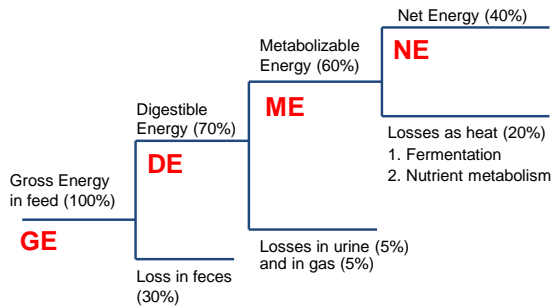 Net Energy (40%)
NE
Metabolizable
Energy (60%)
ME
Losses as heat (20%)
1. Fermentation
2. Nutrient metabolism
Digestible
Energy (70%)
DE
Gross Energy
in feed (100%)
GE
Losses in urine (5%)
and in gas (5%)
Loss in feces
(30%)